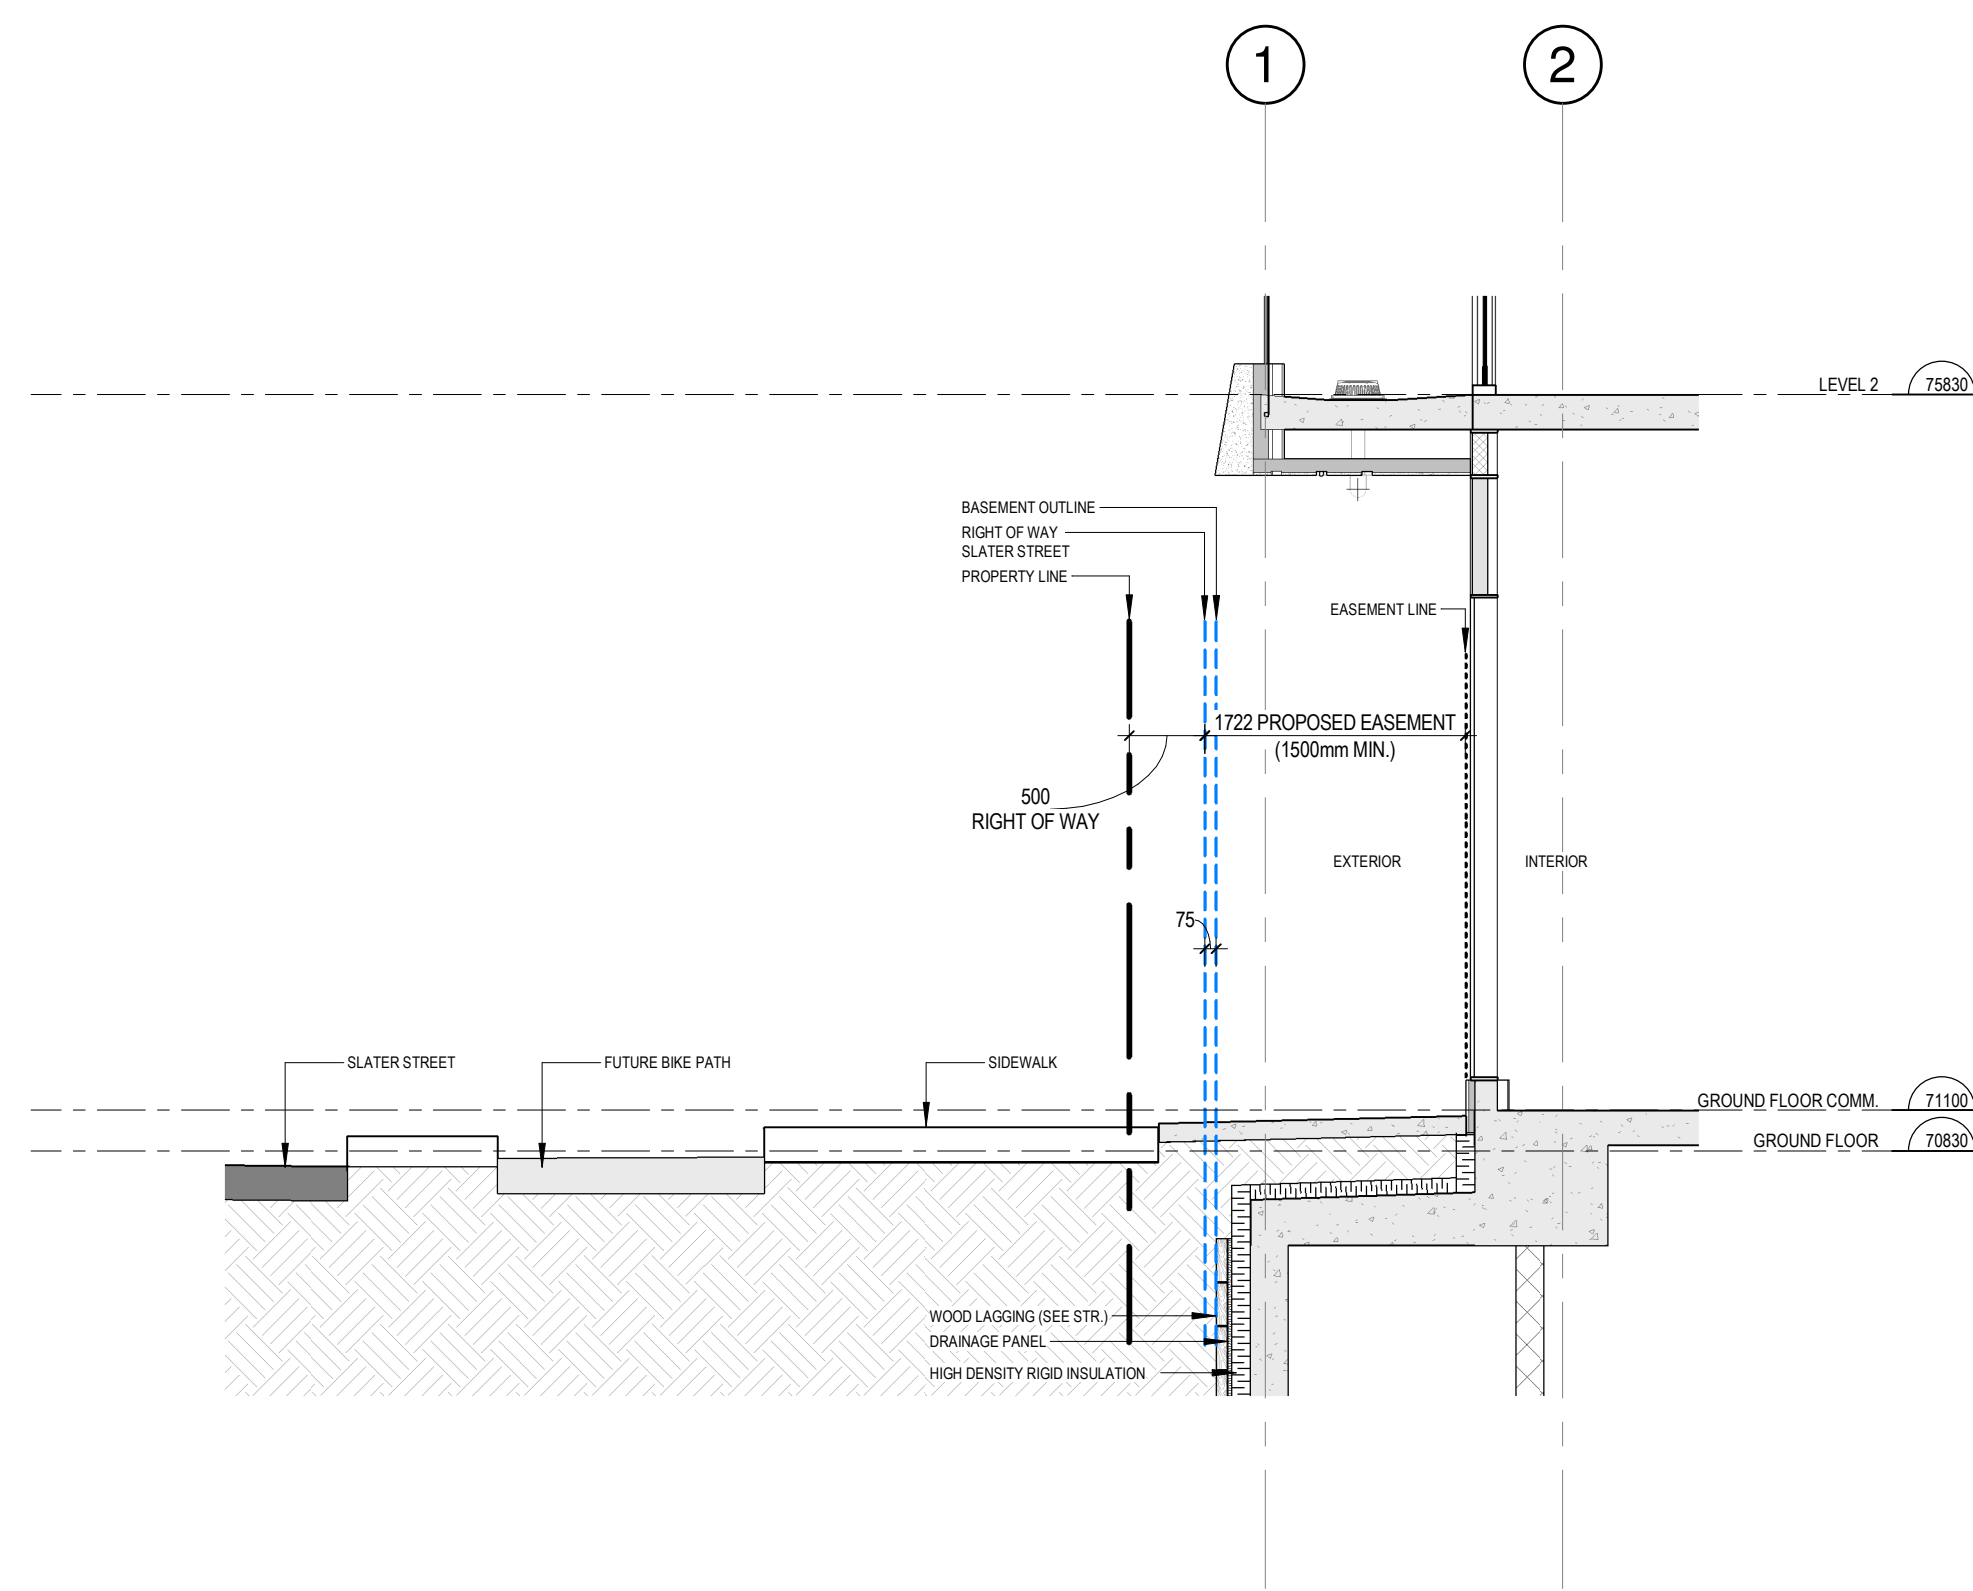 1
2
LEVEL 2 75830
BASEMENT OUTLINE
RIGHT OF WAY
SLATER STREET
PROPERTY LINE
EASEMENT LINE
1722 PROPOSED EASEMENT
(1500mm MIN.)
500
RIGHT OF WAY
EXTERIOR
INTERIOR
75
SLATER STREET
FUTURE BIKE PATH
SIDEWALK
GROUND FLOOR COMM. 71100
GROUND FLOOR 70830
WOOD LAGGING (SEE STR.)
DRAINAGE PANEL
HIGH DENSITY RIGID INSULATION